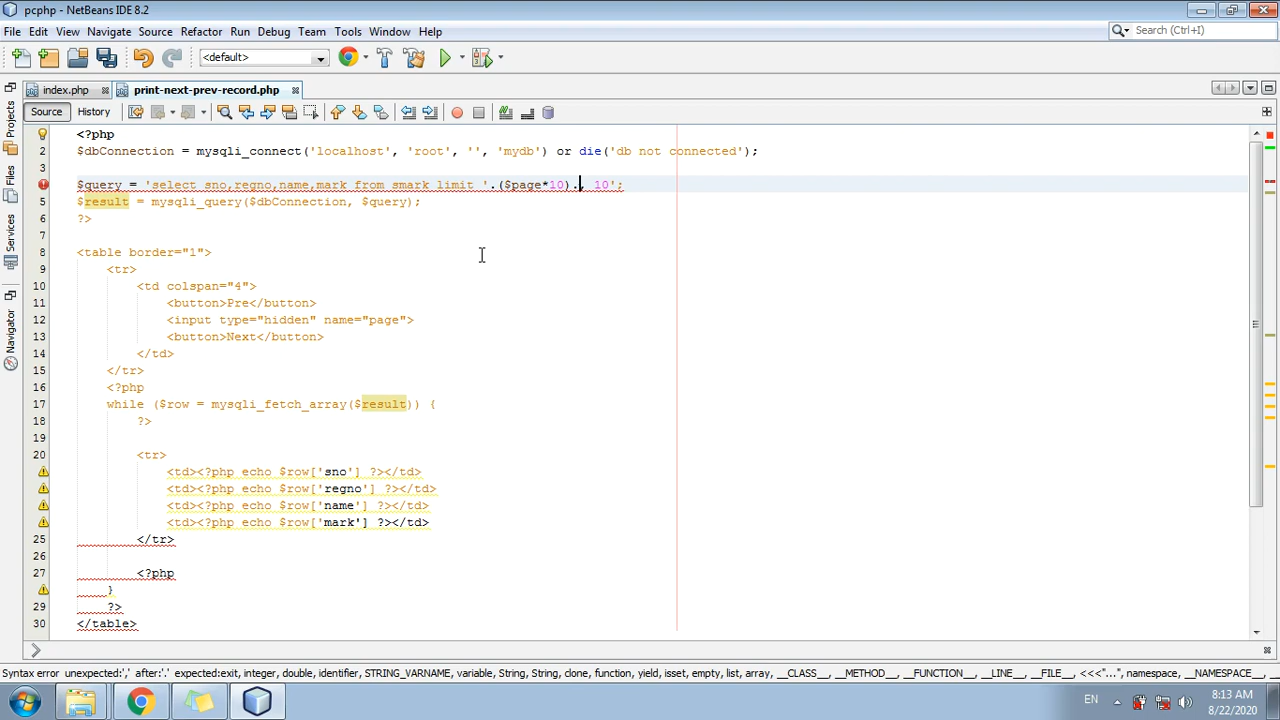 pcphp - NetBeans IDE 8.2
File Edit View Navigate Source Refactor Run Debug Team Tools Window Help
Search (Ctrl+I)
<default>
index.php print-next-prev-record.php
Source History
Projects
Files
Services
Navigator
<?php
2 $dbConnection = mysqli_connect('localhost', 'root', '', 'mydb') or die('db not connected');
3
$query = 'select sno,regno,name,mark from smark limit '.($page*10)., 10';
5 $result = mysqli_query($dbConnection, $query);
6 ?>
7
8 <table border="1">
9 <tr>
10 <td colspan="4">
11 <button>Pre</button>
12 <input type="hidden" name="page">
13 <button>Next</button>
14 </td>
15 </tr>
16 <?php
17 while ($row = mysqli_fetch_array($result)) {
18 ?>
19
20 <tr>
<td><?php echo $row['sno'] ?></td>
<td><?php echo $row['regno'] ?></td>
<td><?php echo $row['name'] ?></td>
<td><?php echo $row['mark'] ?></td>
25 </tr>
26
27 <?php
}
29 ?>
30 </table>
Syntax error unexpected:',' after:'.' expected:exit, integer, double, identifier, STRING_VARNAME, variable, String, String, clone, function, yield, isset, empty, list, array, __CLASS__, __METHOD__, __FUNCTION__, __LINE__, __FILE__, <<<"...", namespace, __NAMESPACE__,
EN
8:13 AM
8/22/2020